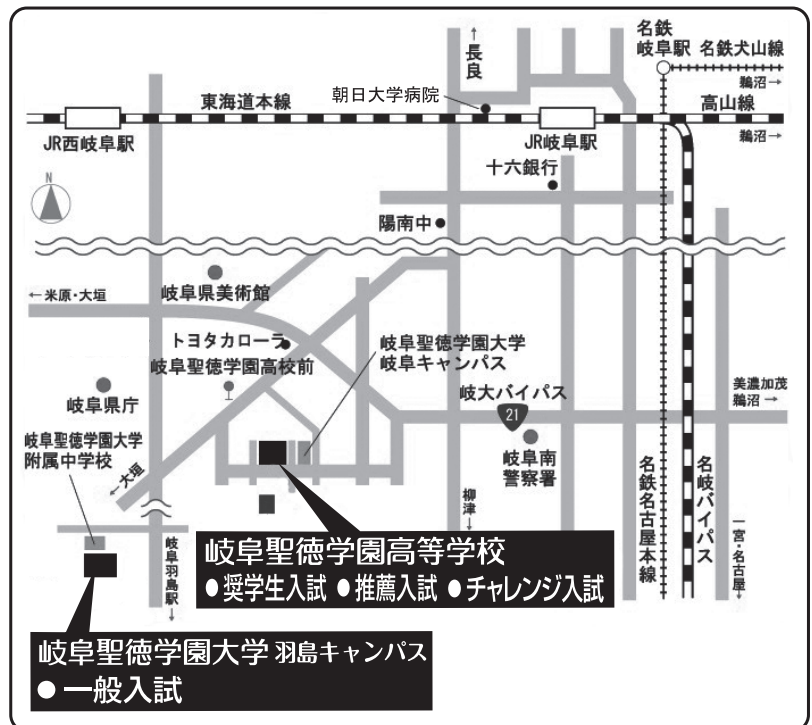 名鉄
岐阜駅
名鉄犬山線
鵜沼→
↑
長良
朝日大学病院
東海道本線
高山線
鵜沼→
JR西岐阜駅
JR岐阜駅
十六銀行
N
陽南中
岐阜県美術館
←米原・大垣
トヨタカローラ
岐阜聖徳学園高校前
岐阜聖徳学園大学
岐阜キャンパス
岐大バイパス
21
美濃加茂
鵜沼→
岐阜県庁
岐阜聖徳学園大学
附属中学校
←大垣
岐阜南
警察署
柳津↓
名鉄名古屋本線
名岐バイパス
一宮・名古屋↓
岐阜羽島駅↓
岐阜聖徳学園高等学校
●奨学生入試 ●推薦入試 ●チャレンジ入試
岐阜聖徳学園大学 羽島キャンパス
●一般入試